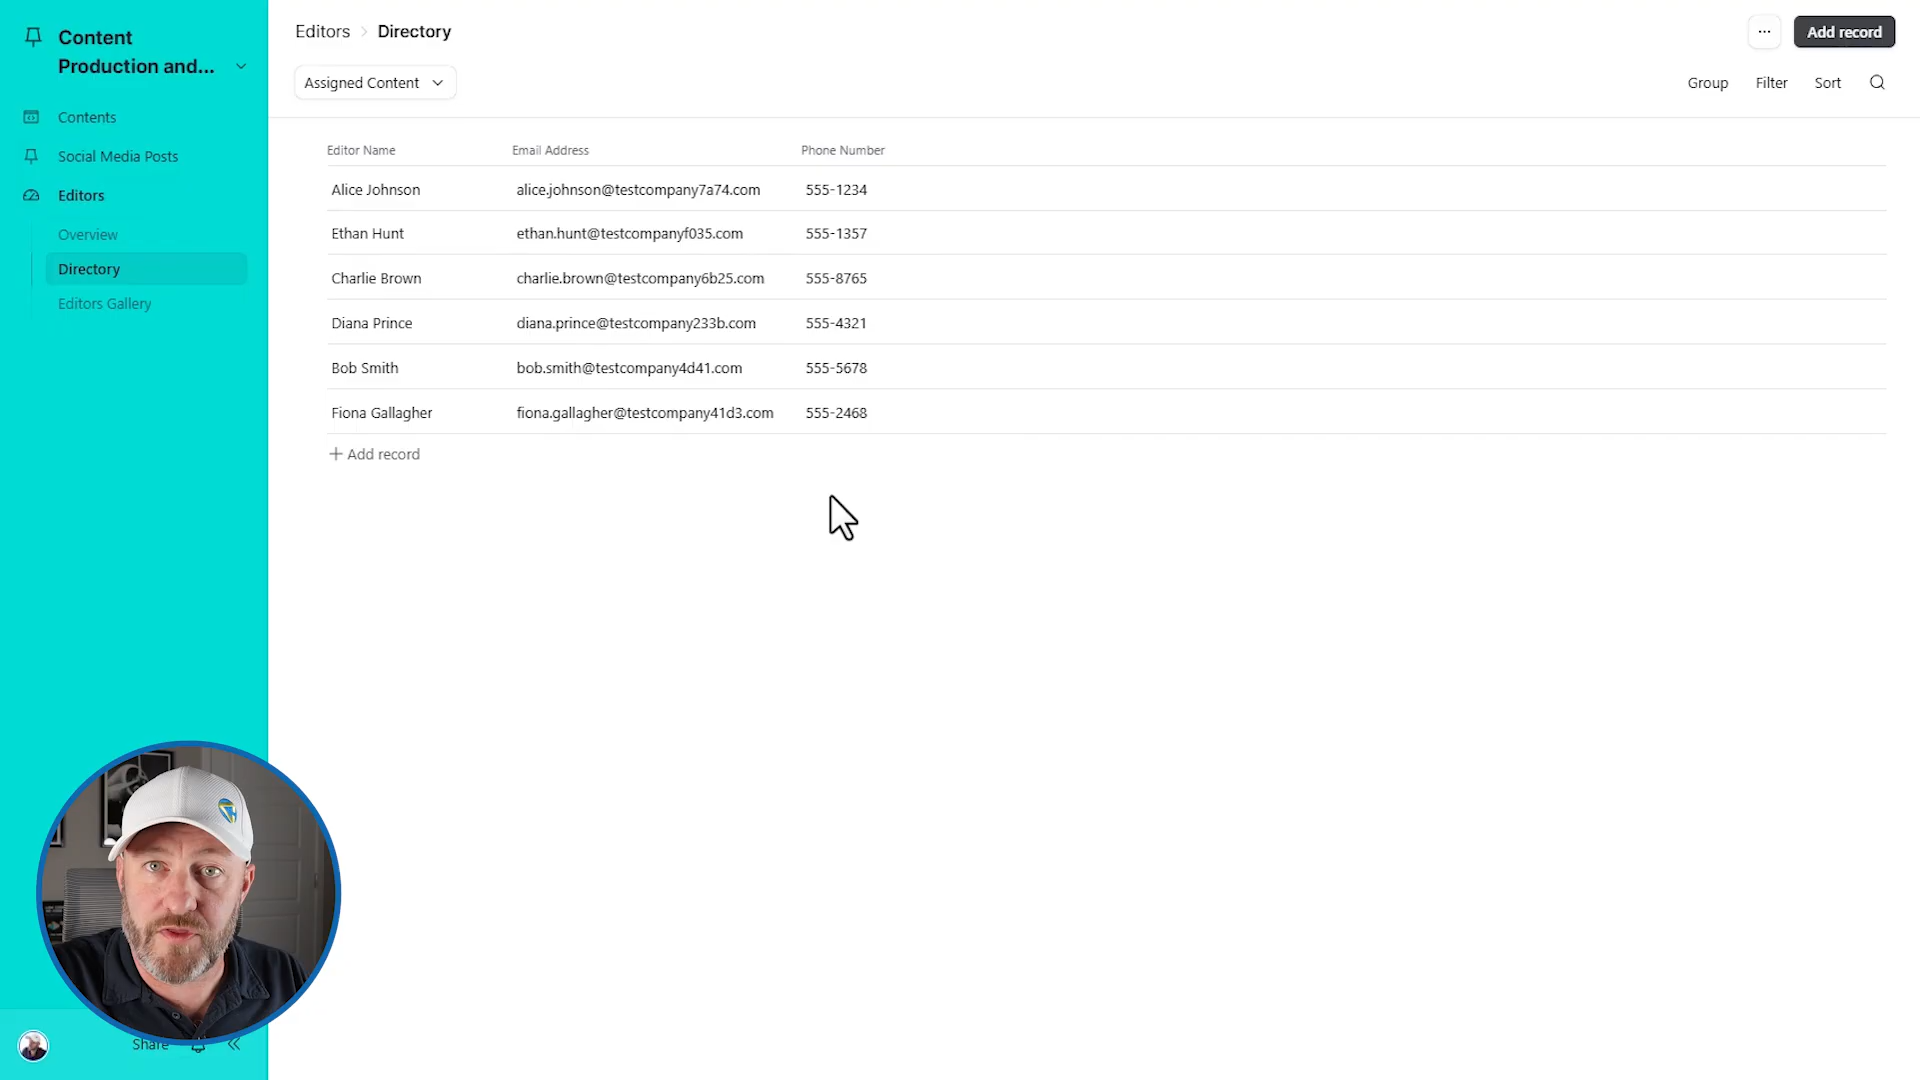 Content
Production and...
Contents
Social Media Posts
Editors
Overview
Directory
Editors Gallery
Share
Editors > Directory
... Add record
Assigned Content
Group Filter Sort
Editor Name Email Address Phone Number
Alice Johnson alice.johnson@testcompany7a74.com 555-1234
Ethan Hunt ethan.hunt@testcompanyf035.com 555-1357
Charlie Brown charlie.brown@testcompany6b25.com 555-8765
Diana Prince diana.prince@testcompany233b.com 555-4321
Bob Smith bob.smith@testcompany4d41.com 555-5678
Fiona Gallagher fiona.gallagher@testcompany41d3.com 555-2468
+ Add record